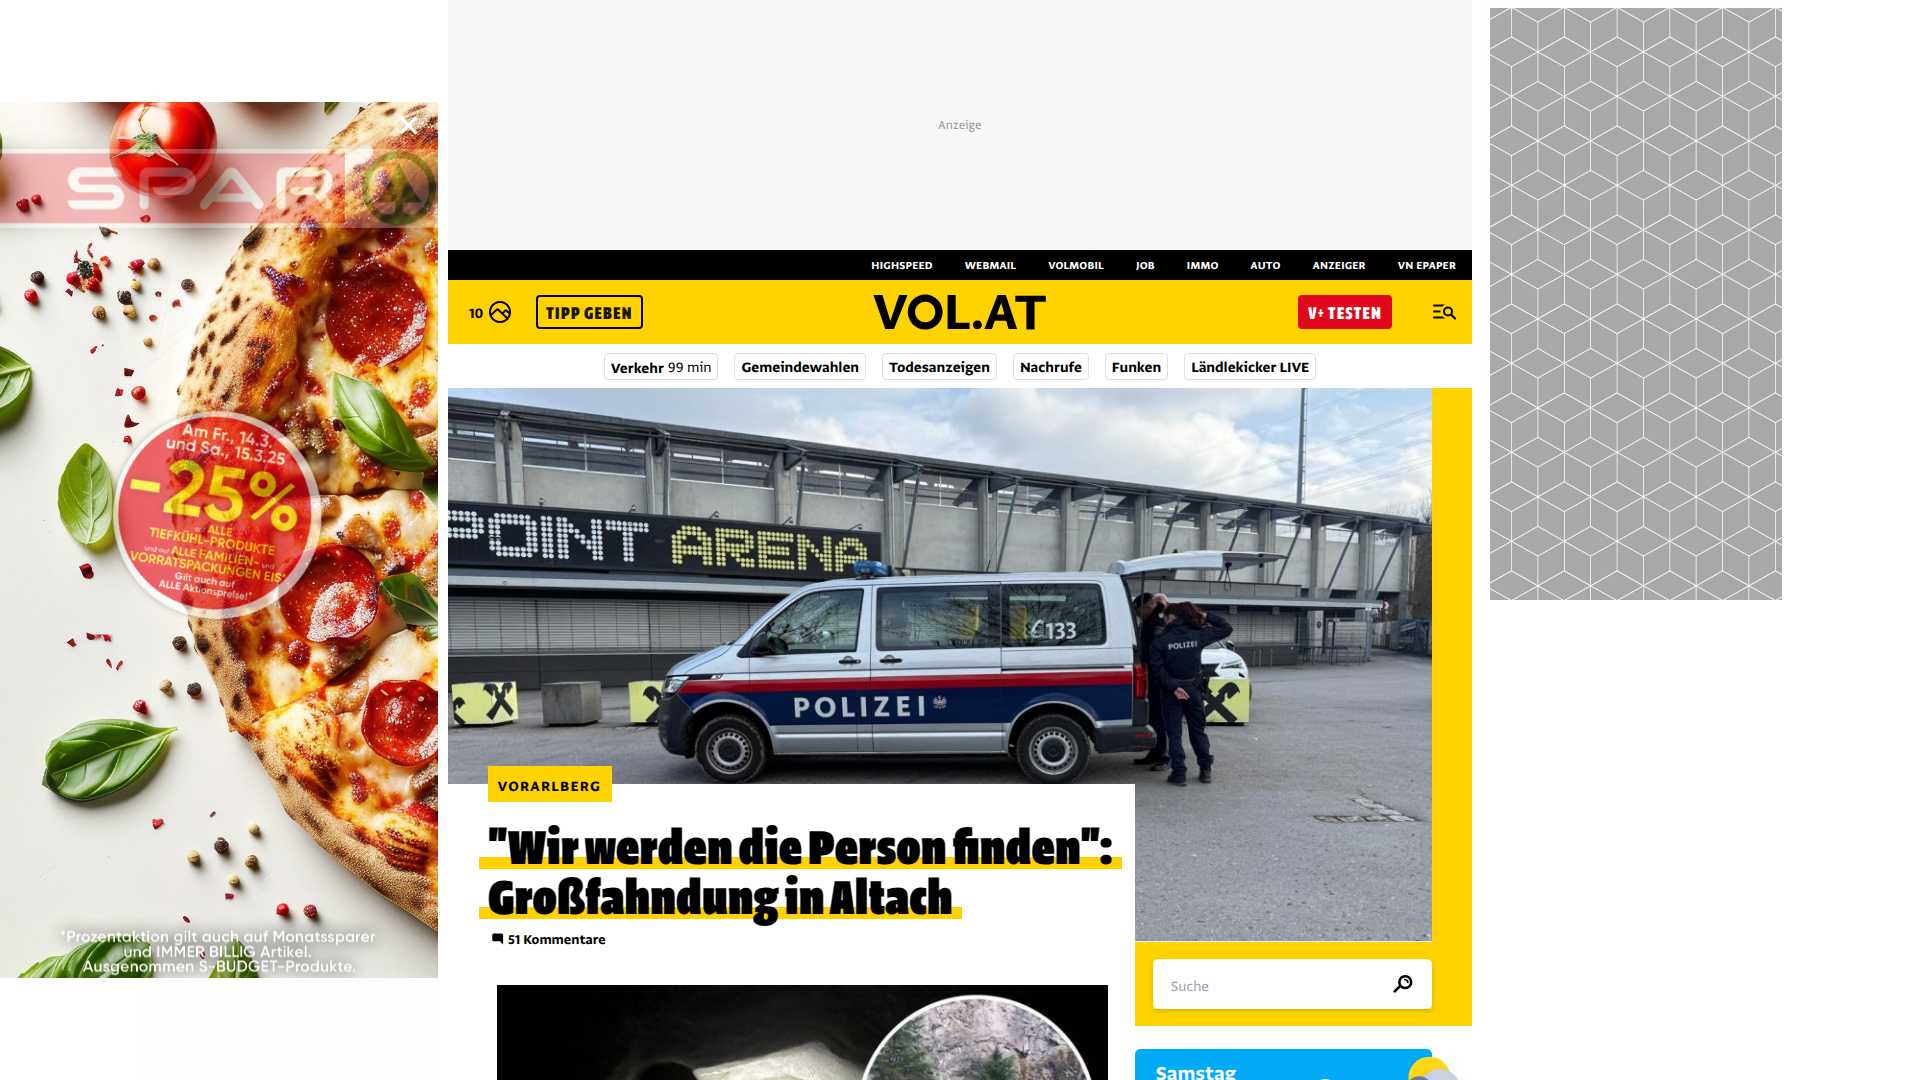 Anzeige
HIGHSPEED WEBMAIL VOLMOBIL JOB IMMO AUTO ANZEIGER VN EPAPER
10 TIPP GEBEN VOL.AT V+ TESTEN
Verkehr 99 min Gemeindewahlen Todesanzeigen Nachrufe Funken Ländlekicker LIVE
SPAR
Am Fr., 14.3.
und Sa., 15.3.25
-25%
ALLE
TIEFKÜHL-PRODUKTE
und auf ALLE FAMILIEN- und
VORRATSPACKUNGEN EIS*
Gilt auch auf
ALLE Aktionspreise!*
*Prozentaktion gilt auch auf Monatssparer
und IMMER BILLIG Artikel.
Ausgenommen S-BUDGET-Produkte.
POINT ARENA
133
POLIZEI
POLIZEI
VORARLBERG
"Wir werden die Person finden":
Großfahndung in Altach
51 Kommentare
Suche
Samstag